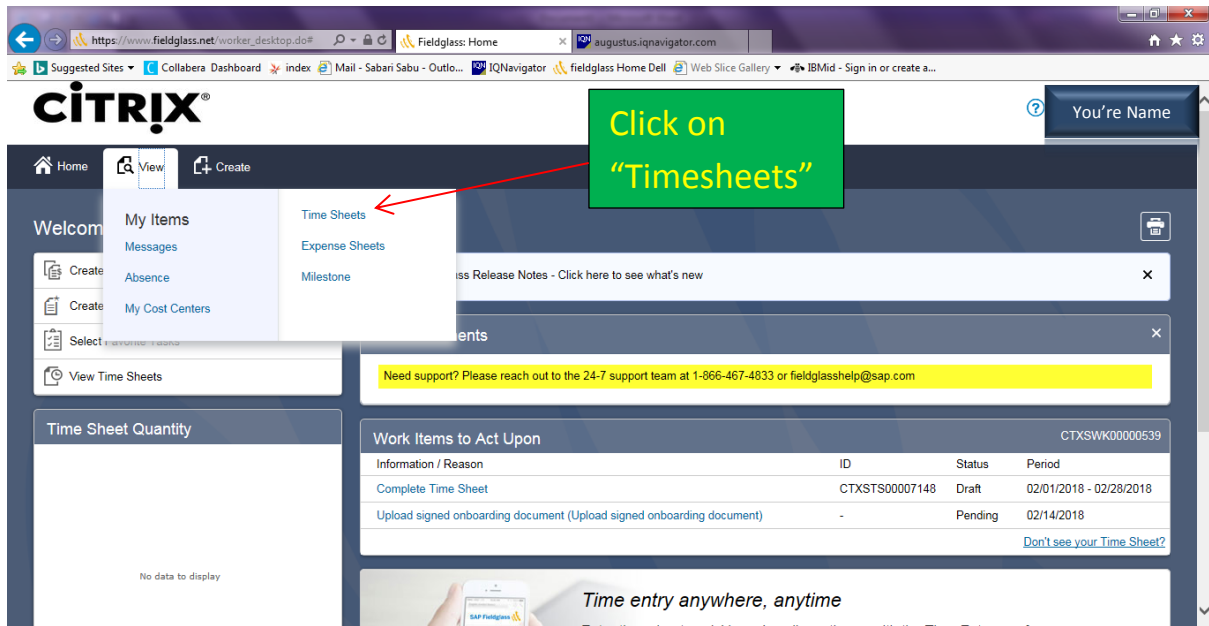 https://www.fieldglass.net/worker_desktop.do#
Fieldglass: Home
IQN augustus.iqnavigator.com
Suggested Sites
Collabera Dashboard
index
Mail - Sabari Sabu - Outlo...
IQNavigator
fieldglass Home Dell
Web Slice Gallery
IBMid - Sign in or create a...
CITRIX®
Click on
“Timesheets”
? You’re Name
Home
View
Create
My Items
Messages
Absence
My Cost Centers
Time Sheets
Expense Sheets
Milestone
Welcom
Create
Create
Select Favorite Tasks
View Time Sheets
ss Release Notes - Click here to see what's new
ents
Need support? Please reach out to the 24-7 support team at 1-866-467-4833 or fieldglasshelp@sap.com
Time Sheet Quantity
No data to display
Work Items to Act Upon CTXSWK00000539
Information / Reason ID Status Period
Complete Time Sheet CTXSTS00007148 Draft 02/01/2018 - 02/28/2018
Upload signed onboarding document (Upload signed onboarding document) - Pending 02/14/2018
Don't see your Time Sheet?
SAP Fieldglass
Time entry anywhere, anytime